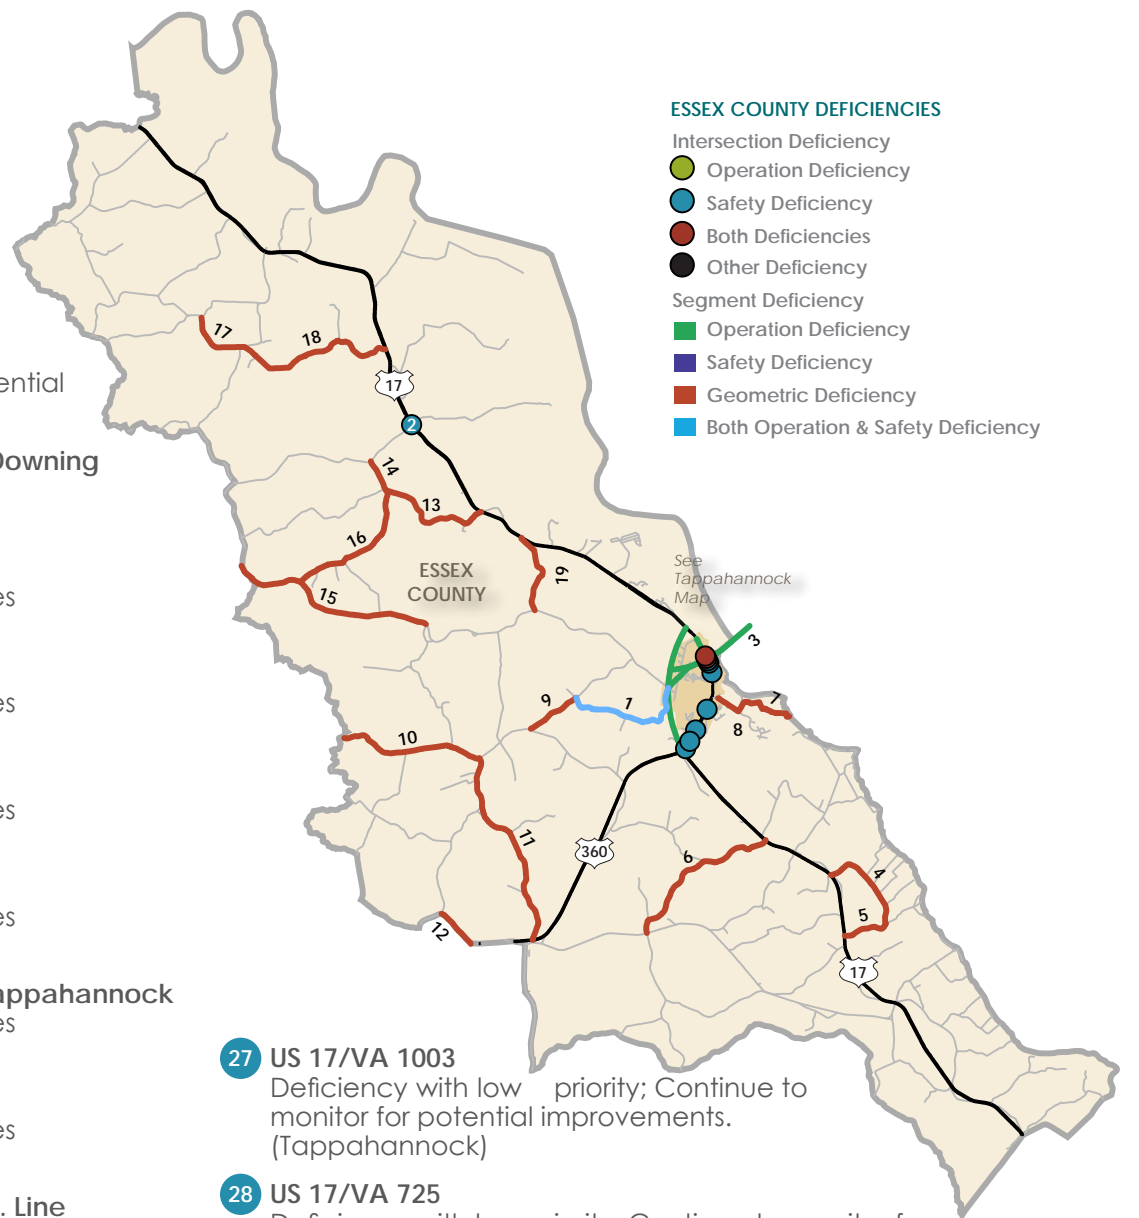 ESSEX COUNTY DEFICIENCIES
Intersection Deficiency
Operation Deficiency
Safety Deficiency
Both Deficiencies
Other Deficiency
Segment Deficiency
Operation Deficiency
Safety Deficiency
Geometric Deficiency
Both Operation & Safety Deficiency
17
18
17
2
14
13
16
15
ESSEX
COUNTY
19
See
Tappahannock
Map
3
9
1
7
8
10
11
360
6
4
5
12
17
ential
Downing
es
es
es
es
appahannock
es
es
. Line
27 US 17/VA 1003
Deficiency with low priority; Continue to
monitor for potential improvements.
(Tappahannock)
28 US 17/VA 725